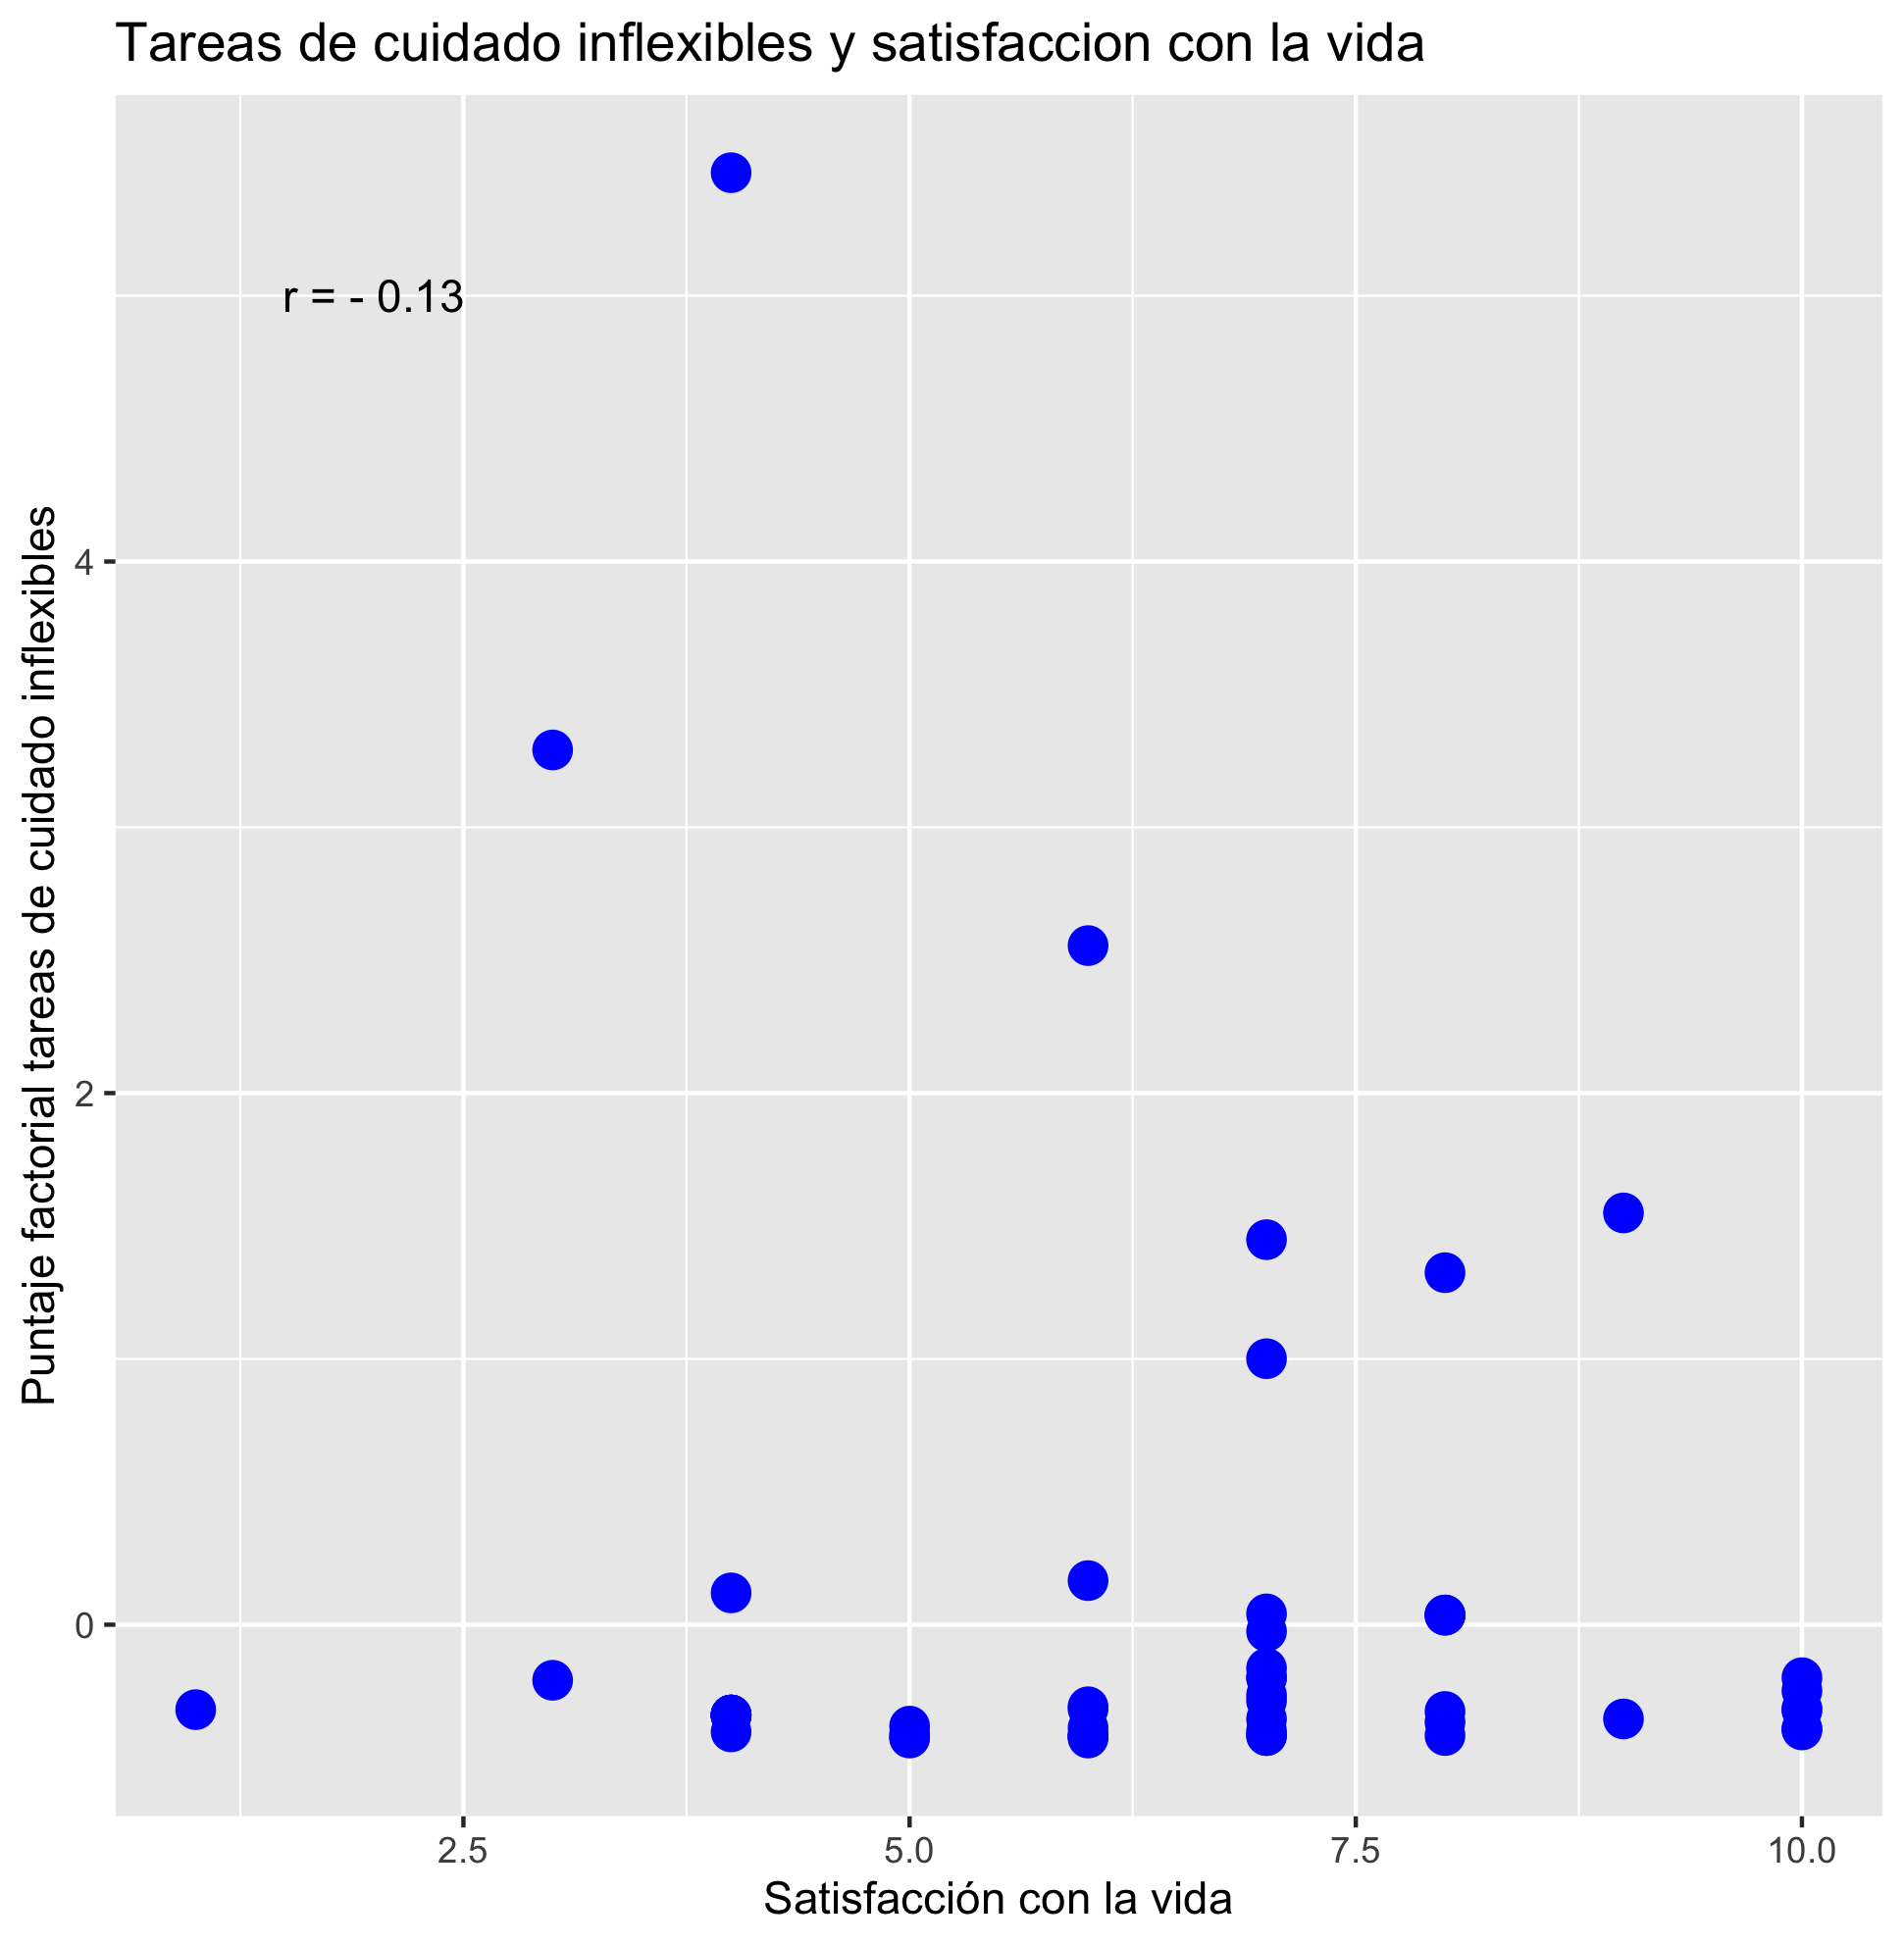 Tareas de cuidado inflexibles y satisfaccion con la vida
r = - 0.13
Puntaje factorial tareas de cuidado inflexibles
4
2
0
2.5
5.0
7.5
10.0
Satisfacción con la vida